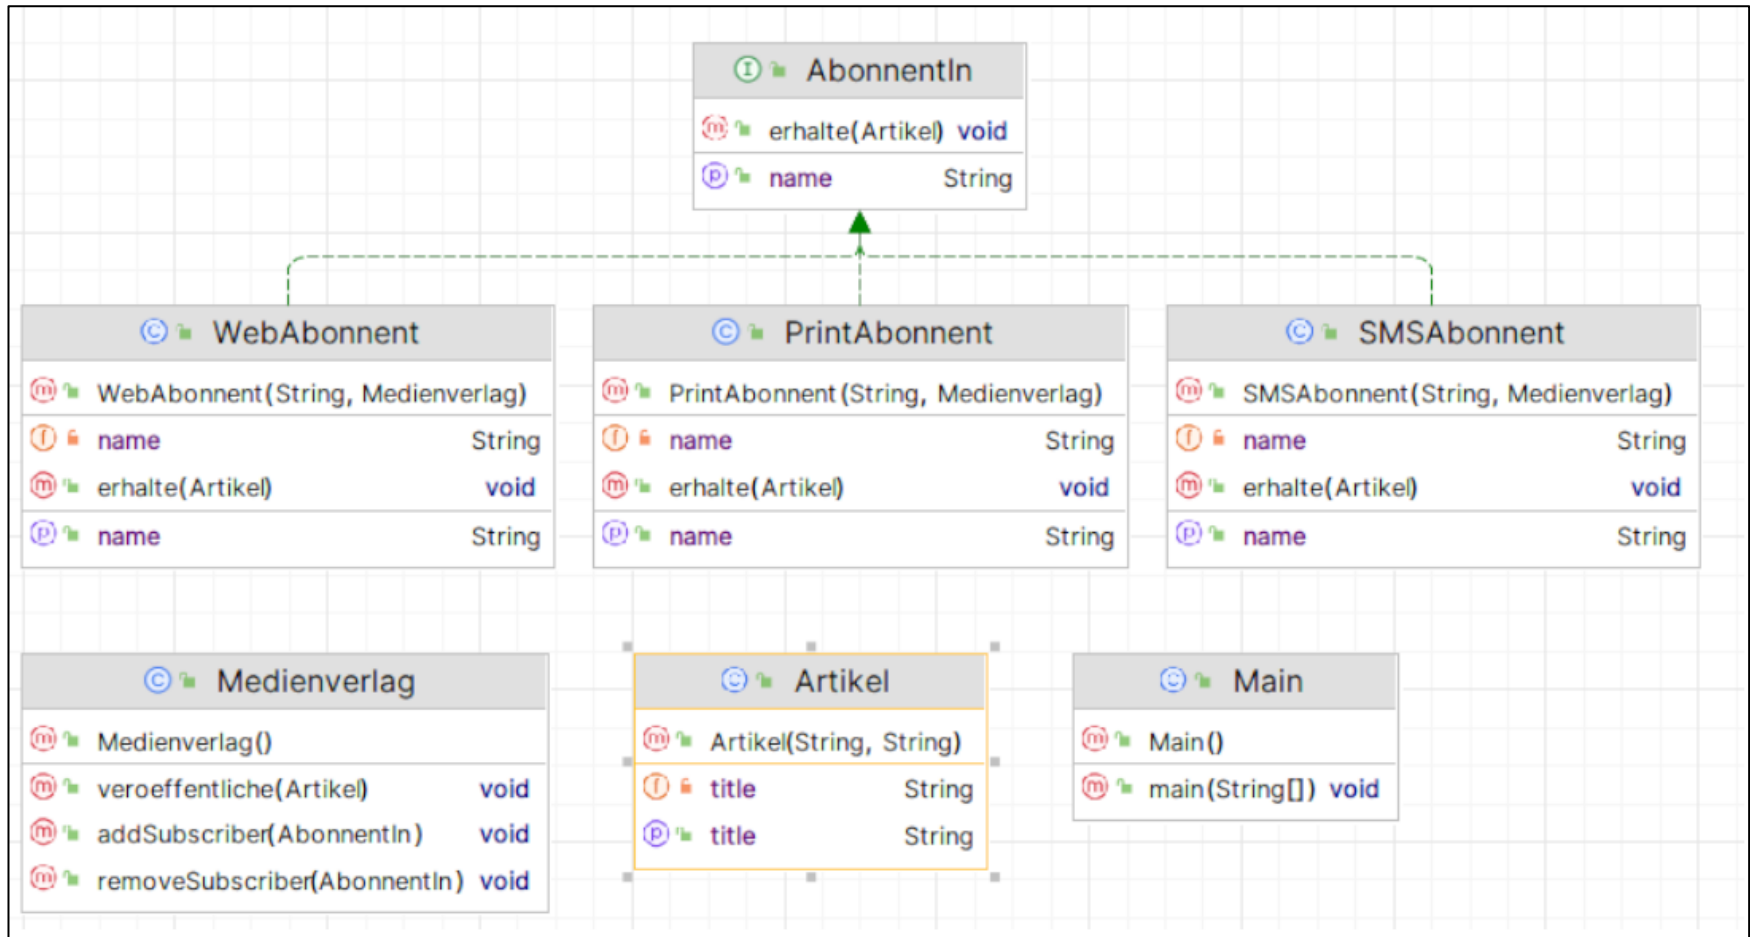 AbonnentIn
erhalte(Artikel) void
name String
WebAbonnent
WebAbonnent(String, Medienverlag)
name String
erhalte(Artikel) void
name String
PrintAbonnent
PrintAbonnent(String, Medienverlag)
name String
erhalte(Artikel) void
name String
SMSAbonnent
SMSAbonnent(String, Medienverlag)
name String
erhalte(Artikel) void
name String
Medienverlag
Medienverlag()
veroeffentliche(Artikel) void
addSubscriber(AbonnentIn) void
removeSubscriber(AbonnentIn) void
Artikel
Artikel(String, String)
title String
title String
Main
Main()
main(String[]) void